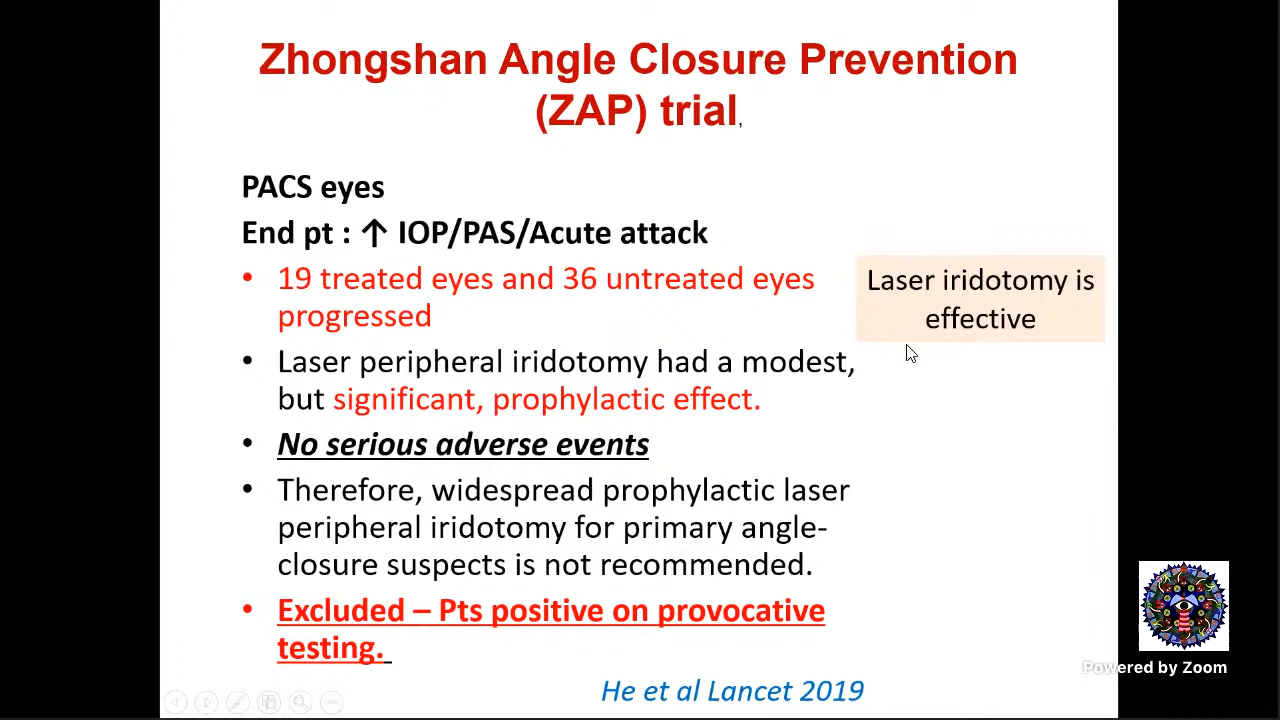 Zhongshan Angle Closure Prevention
(ZAP) trial,
PACS eyes
End pt : ↑ IOP/PAS/Acute attack
• 19 treated eyes and 36 untreated eyes
progressed
• Laser peripheral iridotomy had a modest,
but significant, prophylactic effect.
• No serious adverse events
• Therefore, widespread prophylactic laser
peripheral iridotomy for primary angle-
closure suspects is not recommended.
• Excluded – Pts positive on provocative
testing.
Laser iridotomy is
effective
He et al Lancet 2019
Powered by Zoom